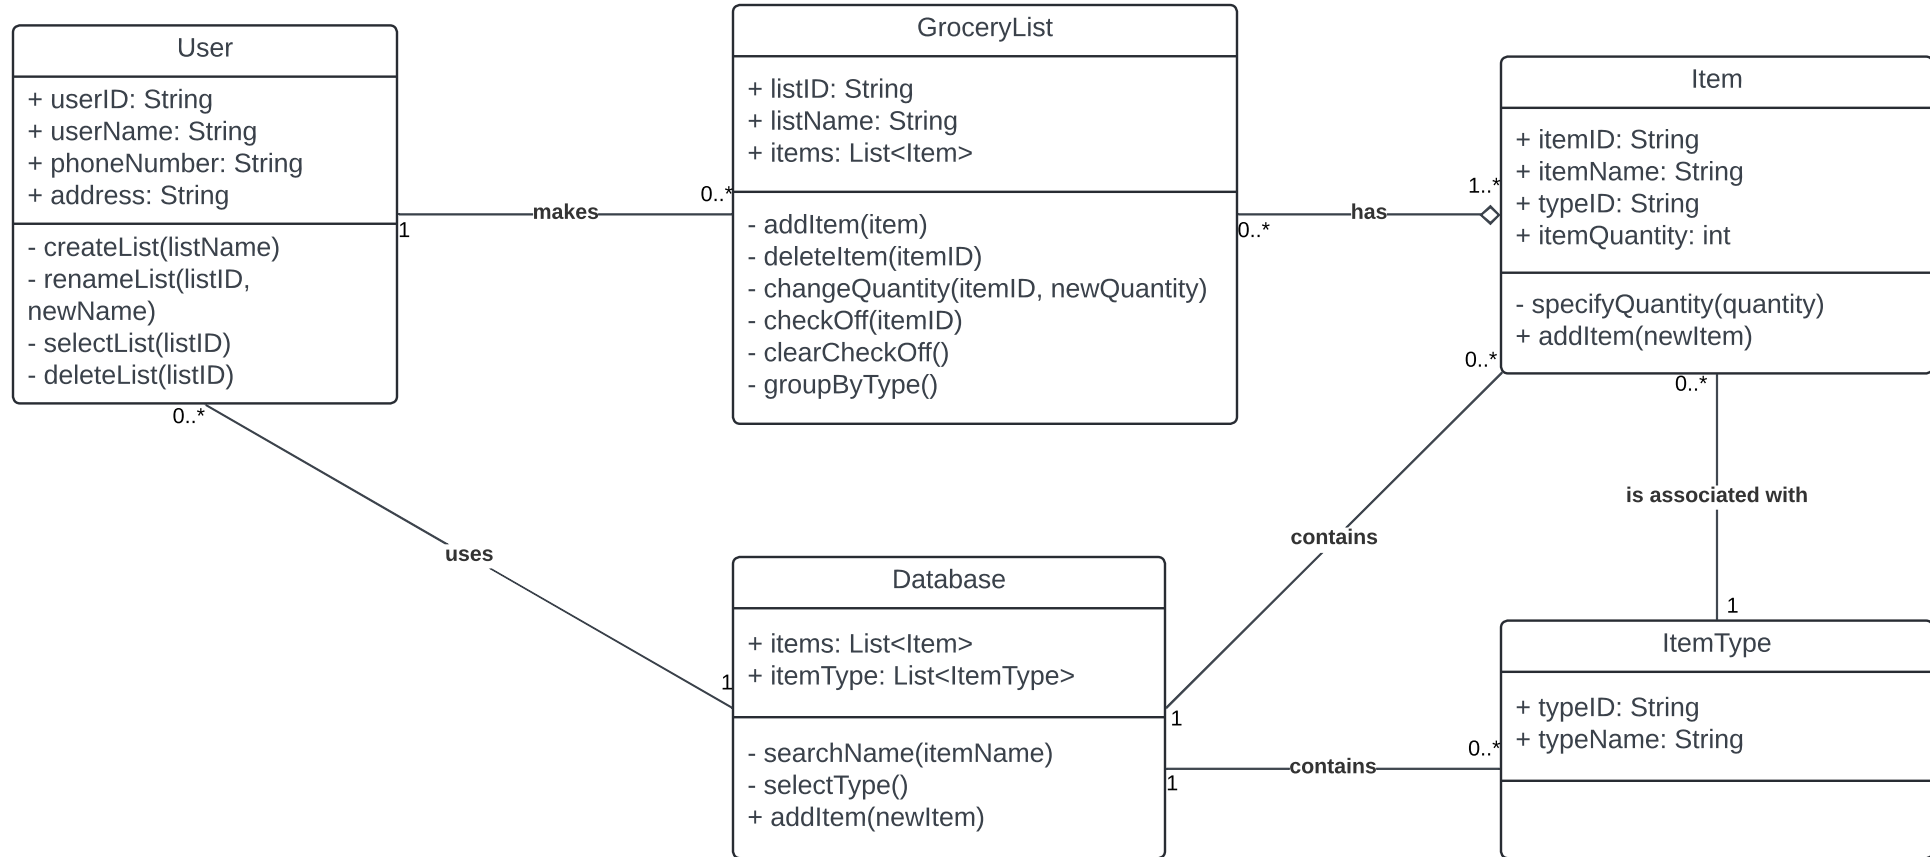 User
+ userID: String
+ userName: String
+ phoneNumber: String
+ address: String
- createList(listName)
- renameList(listID,
newName)
- selectList(listID)
- deleteList(listID)
GroceryList
+ listID: String
+ listName: String
+ items: List<Item>
- addItem(item)
- deleteItem(itemID)
- changeQuantity(itemID, newQuantity)
- checkOff(itemID)
- clearCheckOff()
- groupByType()
Item
+ itemID: String
+ itemName: String
+ typeID: String
+ itemQuantity: int
- specifyQuantity(quantity)
+ addItem(newItem)
1
makes
0..*
0..*
has
1..*
0..*
uses
1
0..*
contains
1
0..*
is associated with
1
Database
+ items: List<Item>
+ itemType: List<ItemType>
- searchName(itemName)
- selectType()
+ addItem(newItem)
1
contains
0..*
ItemType
+ typeID: String
+ typeName: String